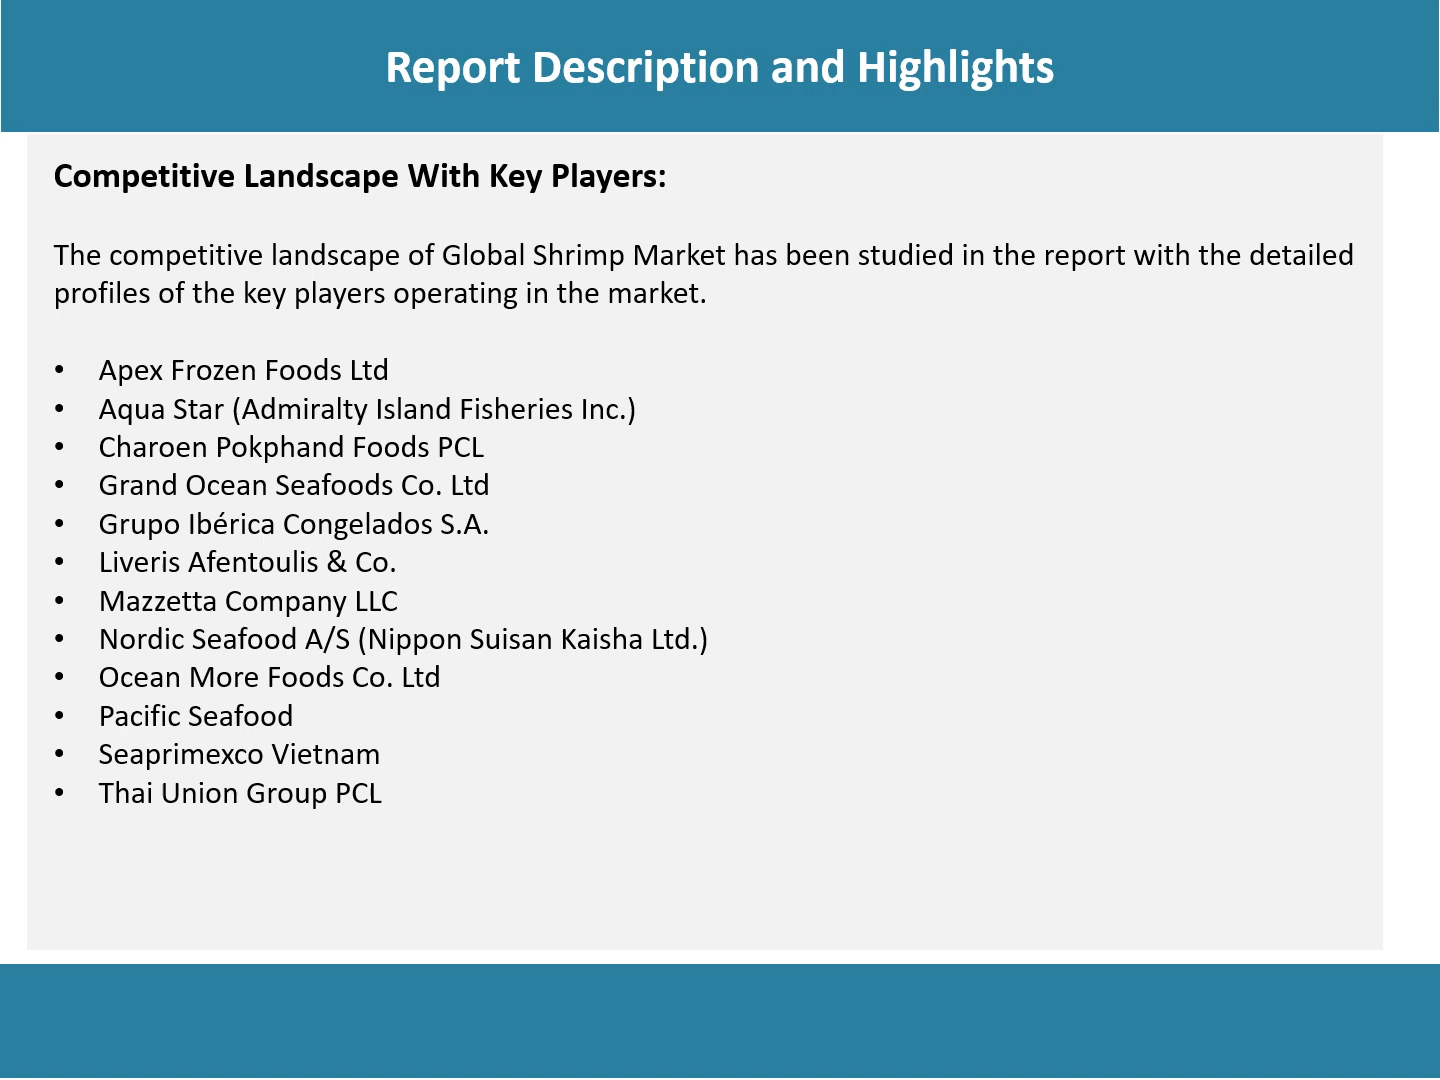 Report Description and Highlights
Competitive Landscape With Key Players:
The competitive landscape of Global Shrimp Market has been studied in the report with the detailed
profiles of the key players operating in the market.
• Apex Frozen Foods Ltd
• Aqua Star (Admiralty Island Fisheries Inc.)
• Charoen Pokphand Foods PCL
• Grand Ocean Seafoods Co. Ltd
• Grupo Ibérica Congelados S.A.
• Liveris Afentoulis & Co.
• Mazzetta Company LLC
• Nordic Seafood A/S (Nippon Suisan Kaisha Ltd.)
• Ocean More Foods Co. Ltd
• Pacific Seafood
• Seaprimexco Vietnam
• Thai Union Group PCL